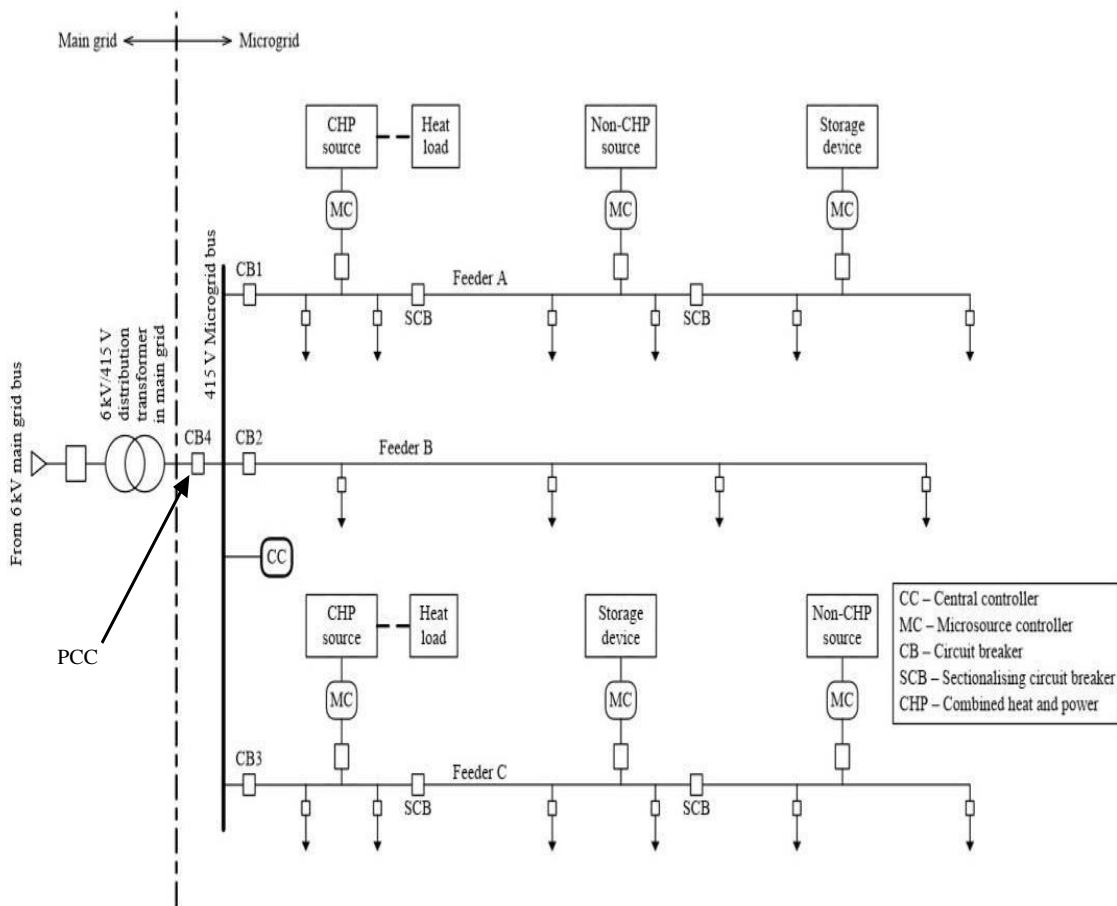 Main grid
Microgrid
CHP
source
Heat
load
Non-CHP
source
Storage
device
MC
MC
MC
415 V Microgrid bus
CB1
Feeder A
SCB
SCB
From 6 kV main grid bus
6 kV/415 V
distribution
transformer
in main grid
CB4
CB2
Feeder B
CC
PCC
CHP
source
Heat
load
Storage
device
Non-CHP
source
MC
MC
MC
CB3
Feeder C
SCB
SCB
CC – Central controller
MC – Microsource controller
CB – Circuit breaker
SCB – Sectionalising circuit breaker
CHP – Combined heat and power